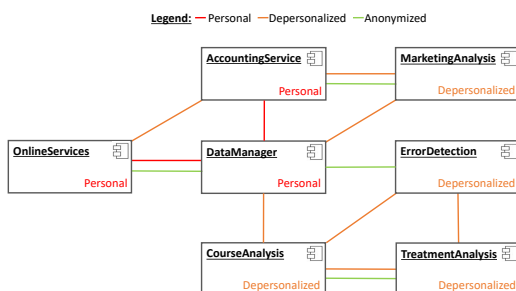 Legend: Personal Depersonalized Anonymized
AccountingService
Personal
MarketingAnalysis
Depersonalized
OnlineServices
Personal
DataManager
Personal
ErrorDetection
Depersonalized
CourseAnalysis
Depersonalized
TreatmentAnalysis
Depersonalized